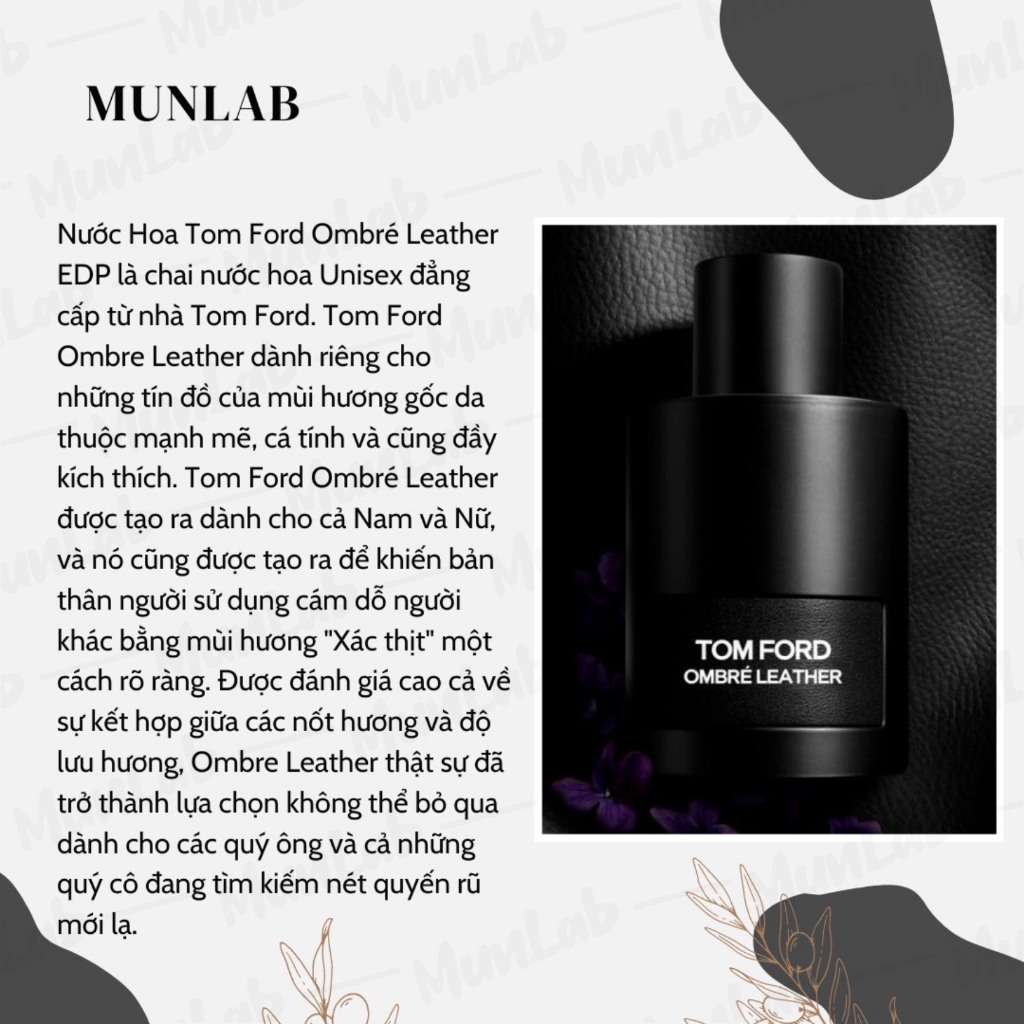 MUNLAB
Nước Hoa Tom Ford Ombré Leather
EDP là chai nước hoa Unisex đẳng
cấp từ nhà Tom Ford. Tom Ford
Ombre Leather dành riêng cho
những tín đồ của mùi hương gốc da
thuộc mạnh mẽ, cá tính và cũng đầy
kích thích. Tom Ford Ombré Leather
được tạo ra dành cho cả Nam và Nữ,
và nó cũng được tạo ra để khiến bản
thân người sử dụng cám dỗ người
khác bằng mùi hương "Xác thịt" một
cách rõ ràng. Được đánh giá cao cả về
sự kết hợp giữa các nốt hương và độ
lưu hương, Ombre Leather thật sự đã
trở thành lựa chọn không thể bỏ qua
dành cho các quý ông và cả những
quý cô đang tìm kiếm nét quyến rũ
mới lạ.
TOM FORD
OMBRÉ LEATHER
MunLab